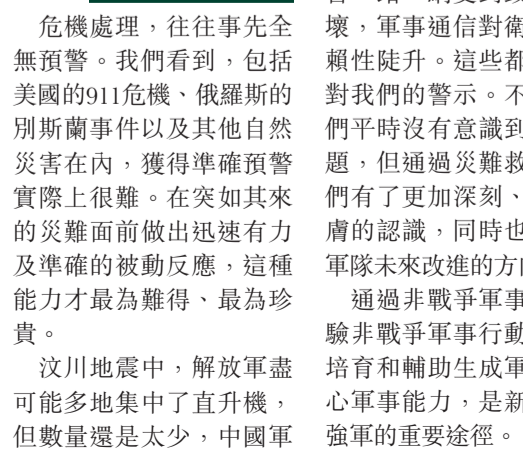 危機處理，往往事先全
無預警。我們看到，包括
美國的911危機、俄羅斯的
別斯蘭事件以及其他自然
災害在內，獲得準確預警
實際上很難。在突如其來
的災難面前做出迅速有力
及準確的被動反應，這種
能力才最為難得、最為珍
貴。
汶川地震中，解放軍盡
可能多地集中了直升機，
但數量還是太少，中國軍
壞，軍事通信對衛
賴性陡升。這些都
對我們的警示。不
們平時沒有意識到
題，但通過災難救
們有了更加深刻、
膚的認識，同時也
軍隊未來改進的方向
通過非戰爭軍事
驗非戰爭軍事行動
培育和輔助生成軍
心軍事能力，是新
強軍的重要途徑。